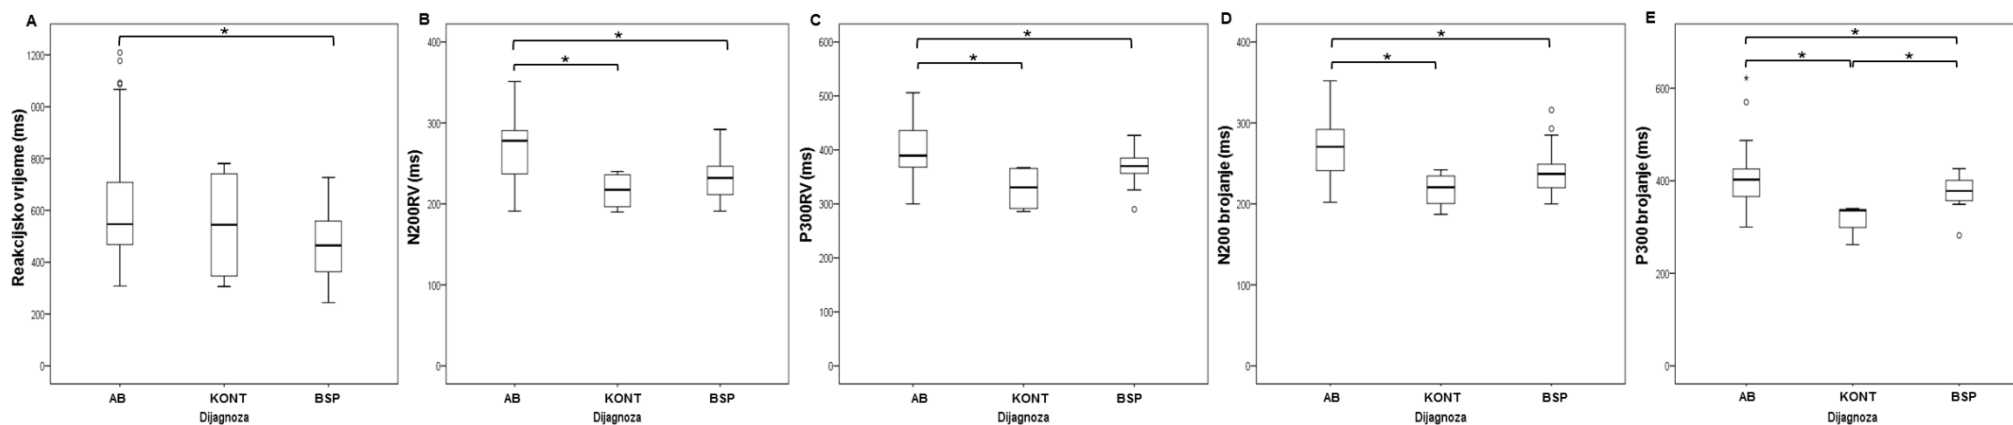 A
*
Reakcijsko vrijeme (ms)
1200
000
800
600
400
200
0
AB KONT BSP
Dijagnoza
B
*
*
N200RV (ms)
400
300
200
100
0
AB KONT BSP
Dijagnoza
C
*
*
P300RV (ms)
600
500
400
300
200
100
0
AB KONT BSP
Dijagnoza
D
*
*
N200 brojanje (ms)
400
300
200
100
0
AB KONT BSP
Dijagnoza
E
*
* *
*
P300 brojanje (ms)
600
400
200
0
AB KONT BSP
Dijagnoza